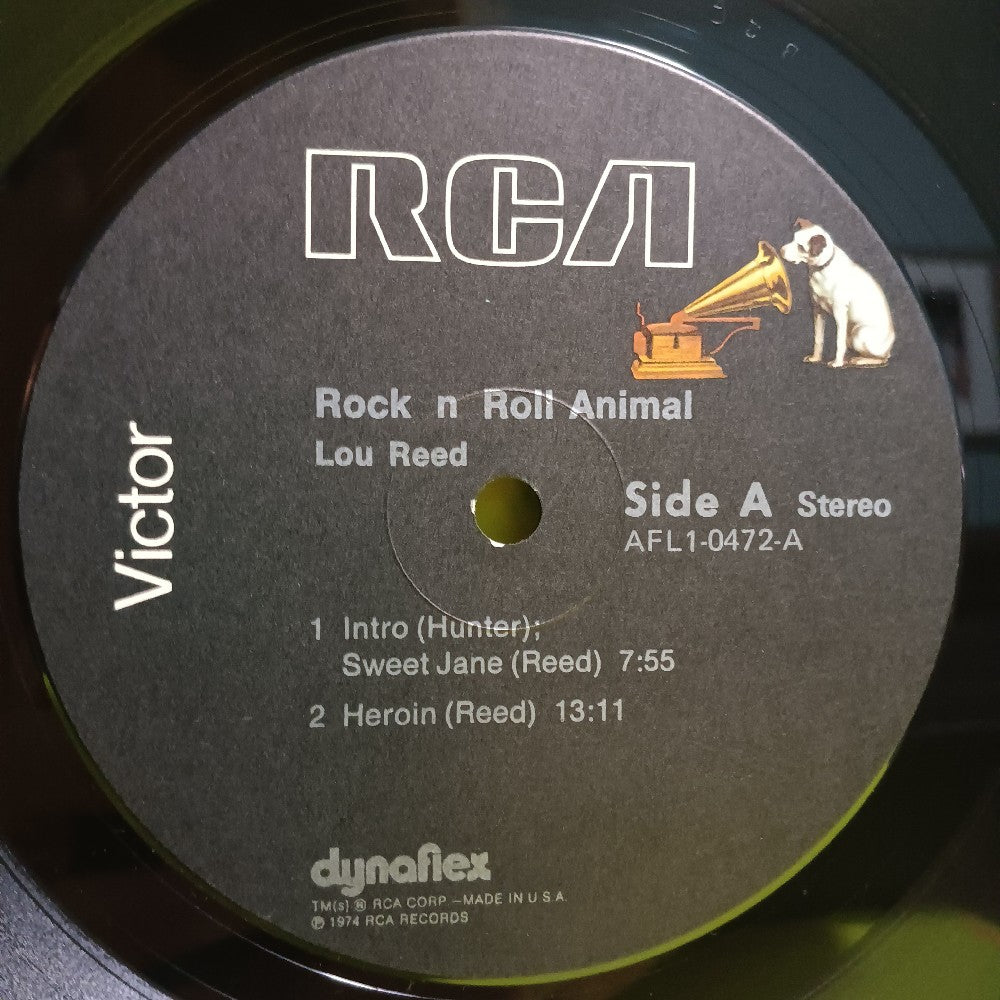 RCA
Victor
Rock n Roll Animal
Lou Reed
Side A Stereo
AFL1-0472-A
1 Intro (Hunter);
Sweet Jane (Reed) 7:55
2 Heroin (Reed) 13:11
dynaflex
TM(s) ® RCA CORP.—MADE IN U.S.A.
℗ 1974 RCA RECORDS